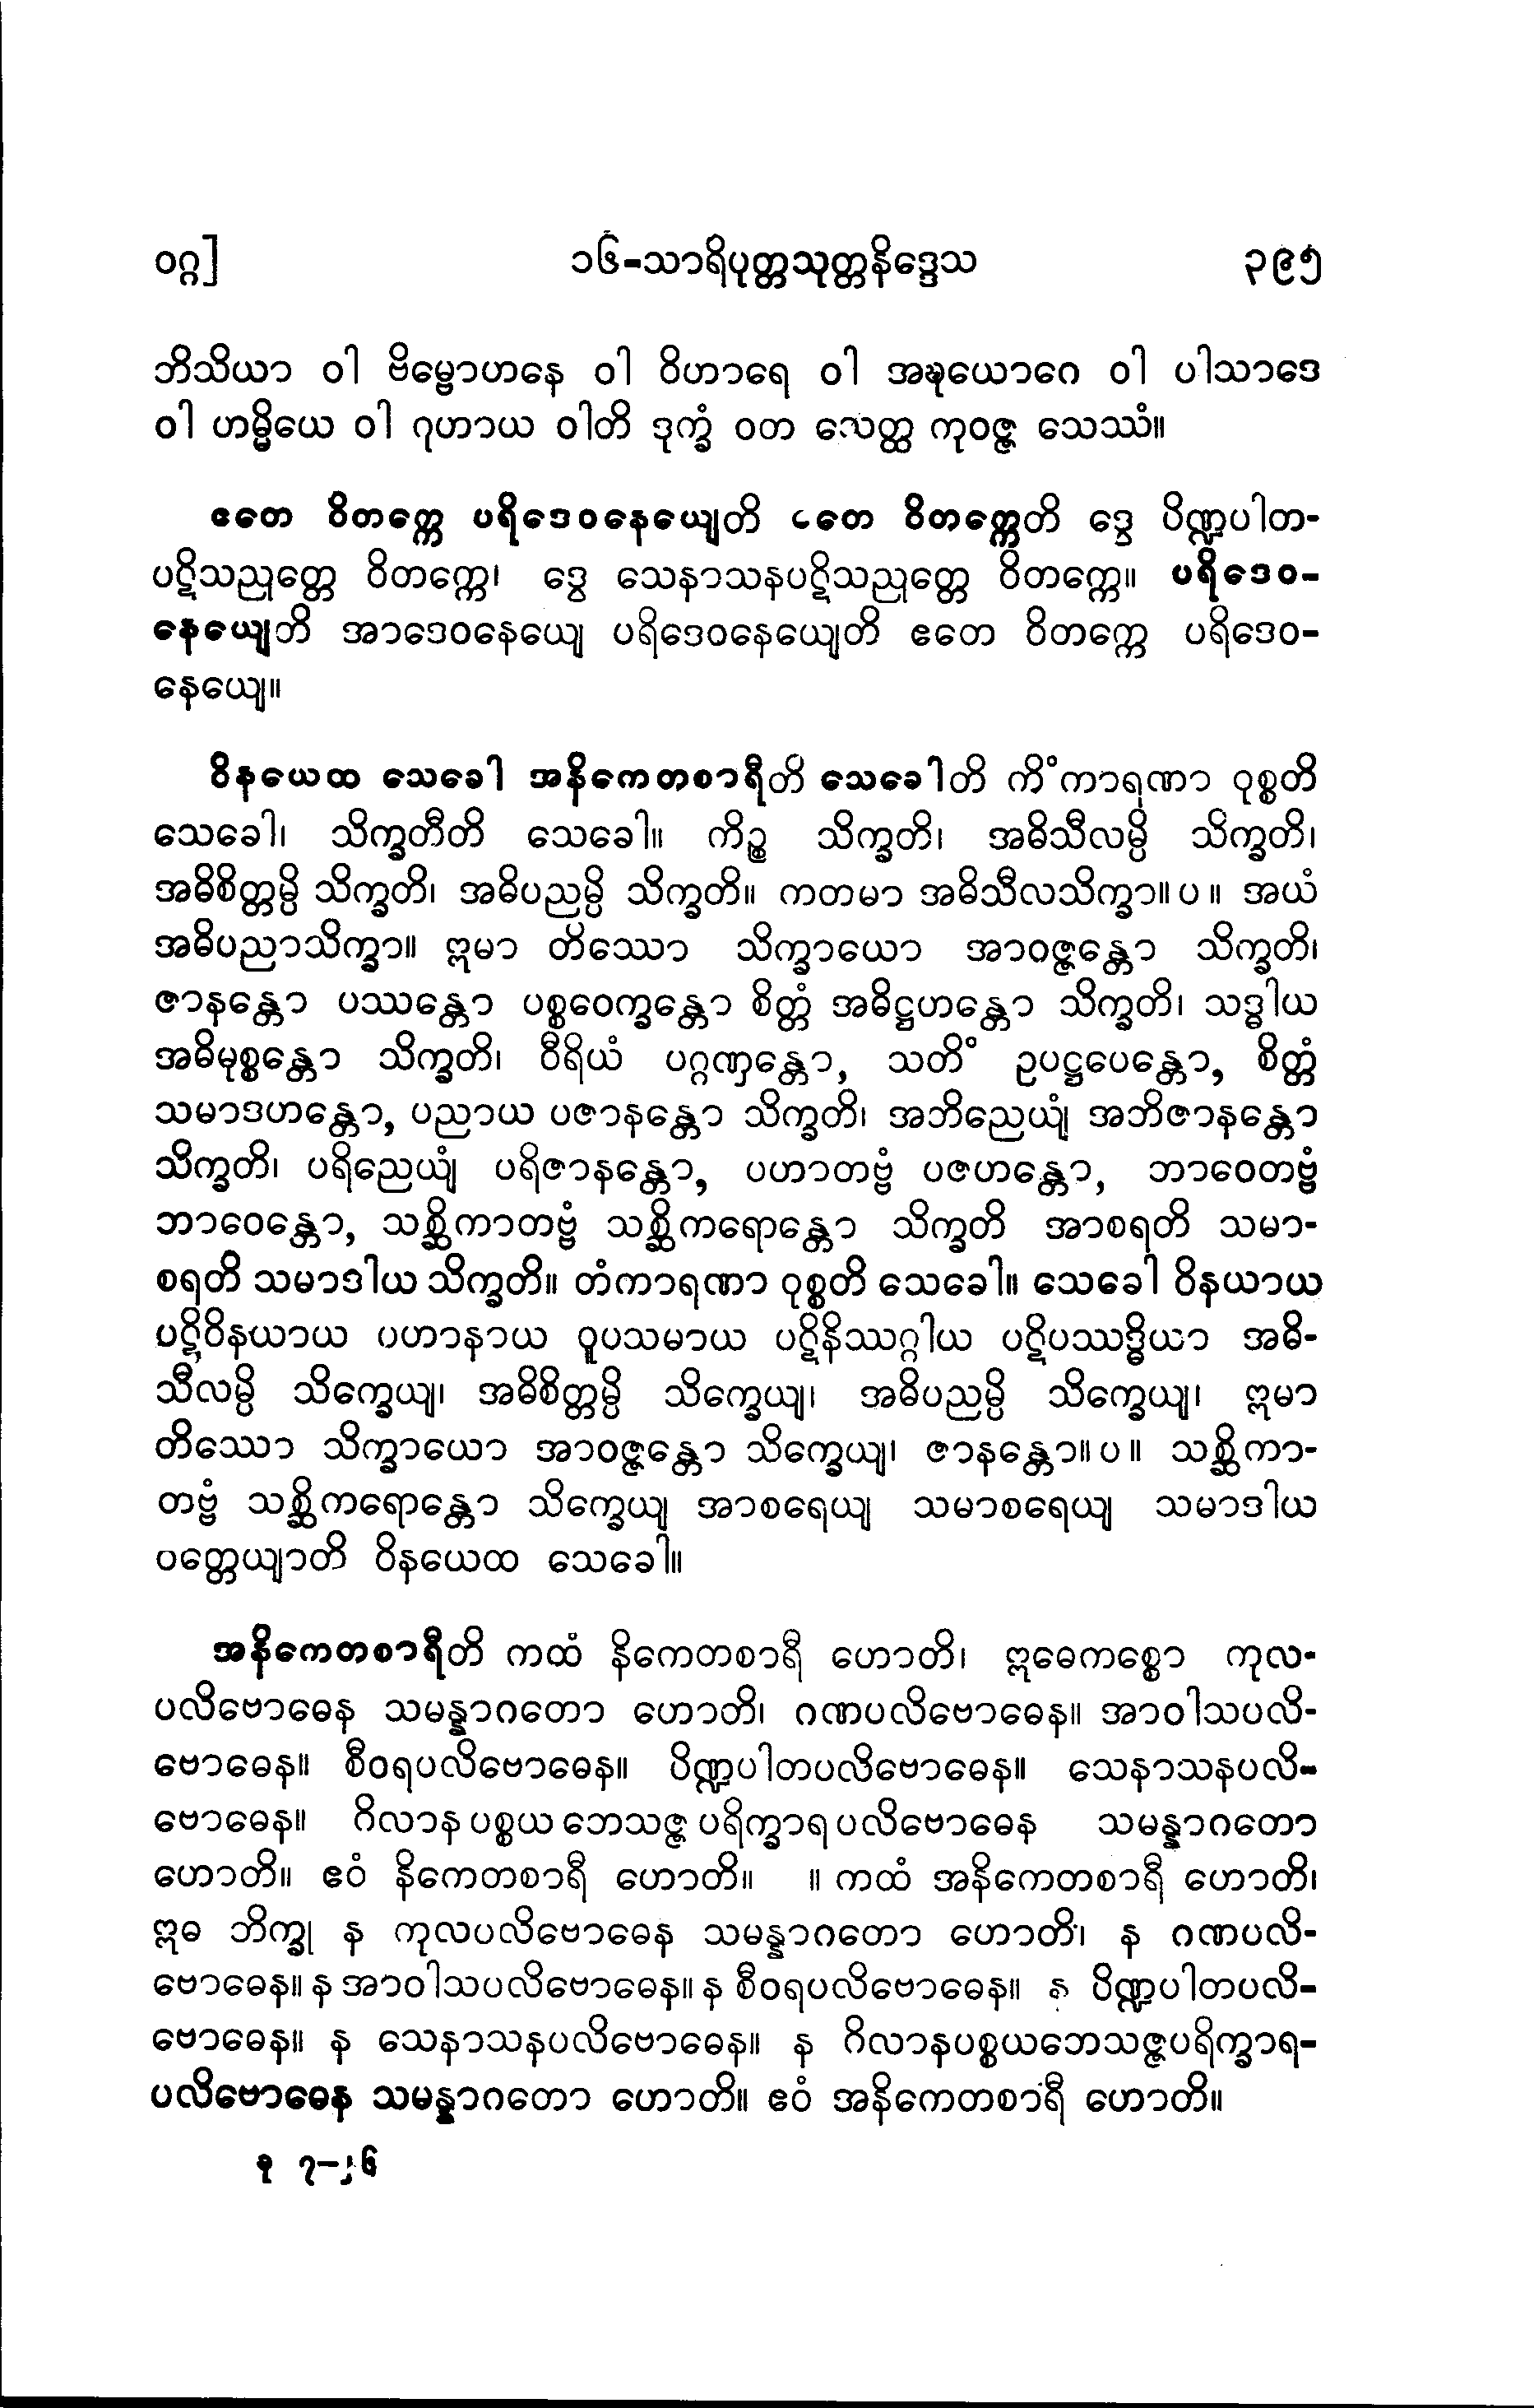 ဝဂ္ဂ] ၁၆-သာရိပုတ္တသုတ္တနိဒ္ဒေသ ၃၉၅
ဘိသိယာ ဝါ ဗိမ္ဗောဟနေ ဝါ ဝိဟာရေ ဝါ အဍ္ဎယောဂေ ဝါ ပါသာဒေ
ဝါ ဟမ္မိယေ ဝါ ဂုဟာယ ဝါတိ ဒုက္ခံ ဝတ သေတ္ထ ကုဝဇ္ဇ သေဿံ။
ဧတေ ဝိတက္ကေ ပရိဒေဝနေယျေတိ ဧတေ ဝိတက္ကေတိ ဒွေ ပိဏ္ဍပါတ-
ပဋိသညုတ္တေ ဝိတက္ကေ၊ ဒွေ သေနာသနပဋိသညုတ္တေ ဝိတက္ကေ။ ပရိဒေဝ-
နေယျေတိ အာဒေဝနေယျေ ပရိဒေဝနေယျေတိ ဧတေ ဝိတက္ကေ ပရိဒေဝ-
နေယျေ။
ဝိနယေထ သေခေါ အနိကေတစာရီတိ သေခေါတိ ကိံကာရဏာ ဝုစ္စတိ
သေခေါ၊ သိက္ခတီတိ သေခေါ။ ကိဉ္စ သိက္ခတိ၊ အဓိသီလမ္ပိ သိက္ခတိ၊
အဓိစိတ္တမ္ပိ သိက္ခတိ၊ အဓိပညမ္ပိ သိက္ခတိ။ ကတမာ အဓိသီလသိက္ခာ။ပ။ အယံ
အဓိပညာသိက္ခာ။ ဣမာ တိဿော သိက္ခာယော အာဝဇ္ဇန္တော သိက္ခတိ၊
ဇာနန္တော ပဿန္တော ပစ္စဝေက္ခန္တော စိတ္တံ အဓိဋ္ဌဟန္တော သိက္ခတိ၊ သဒ္ဓါယ
အဓိမုစ္စန္တော သိက္ခတိ၊ ဝီရိယံ ပဂ္ဂဏှန္တော, သတိံ ဥပဋ္ဌပေန္တော, စိတ္တံ
သမာဒဟန္တော, ပညာယ ပဇာနန္တော သိက္ခတိ၊ အဘိညေယျံ အဘိဇာနန္တော
သိက္ခတိ၊ ပရိညေယျံ ပရိဇာနန္တော, ပဟာတဗ္ဗံ ပဇဟန္တော, ဘာဝေတဗ္ဗံ
ဘာဝေန္တော, သစ္ဆိကာတဗ္ဗံ သစ္ဆိကရောန္တော သိက္ခတိ အာစရတိ သမာ-
စရတိ သမာဒါယ သိက္ခတိ။ တံကာရဏာ ဝုစ္စတိ သေခေါ။ သေခေါ ဝိနယာယ
ပဋိဝိနယာယ ပဟာနာယ ဝူပသမာယ ပဋိနိဿဂ္ဂါယ ပဋိပဿဒ္ဓိယာ အဓိ-
သီလမ္ပိ သိက္ခေယျ၊ အဓိစိတ္တမ္ပိ သိက္ခေယျ၊ အဓိပညမ္ပိ သိက္ခေယျ၊ ဣမာ
တိဿော သိက္ခာယော အာဝဇ္ဇန္တော သိက္ခေယျ၊ ဇာနန္တော။ပ။ သစ္ဆိကာ-
တဗ္ဗံ သစ္ဆိကရောန္တော သိက္ခေယျ အာစရေယျ သမာစရေယျ သမာဒါယ
ဝတ္တေယျာတိ ဝိနယေထ သေခေါ။
အနိကေတစာရီတိ ကထံ နိကေတစာရီ ဟောတိ၊ ဣဓေကစ္စော ကုလ-
ပလိဗောဓေန သမန္နာဂတော ဟောတိ၊ ဂဏပလိဗောဓေန။ အာဝါသပလိ-
ဗောဓေန။ စီဝရပလိဗောဓေန။ ပိဏ္ဍပါတပလိဗောဓေန။ သေနာသနပလိ-
ဗောဓေန။ ဂိလာနပစ္စယဘေသဇ္ဇပရိက္ခာရပလိဗောဓေန သမန္နာဂတော
ဟောတိ။ ဧဝံ နိကေတစာရီ ဟောတိ။ ။ ကထံ အနိကေတစာရီ ဟောတိ၊
ဣဓ ဘိက္ခု န ကုလပလိဗောဓေန သမန္နာဂတော ဟောတိ၊ န ဂဏပလိ-
ဗောဓေန။ န အာဝါသပလိဗောဓေန။ န စီဝရပလိဗောဓေန။ န ပိဏ္ဍပါတပလိ-
ဗောဓေန။ န သေနာသနပလိဗောဓေန။ န ဂိလာနပစ္စယဘေသဇ္ဇပရိက္ခာရ-
ပလိဗောဓေန သမန္နာဂတော ဟောတိ။ ဧဝံ အနိကေတစာရီ ဟောတိ။
ခု ၇-၂၆